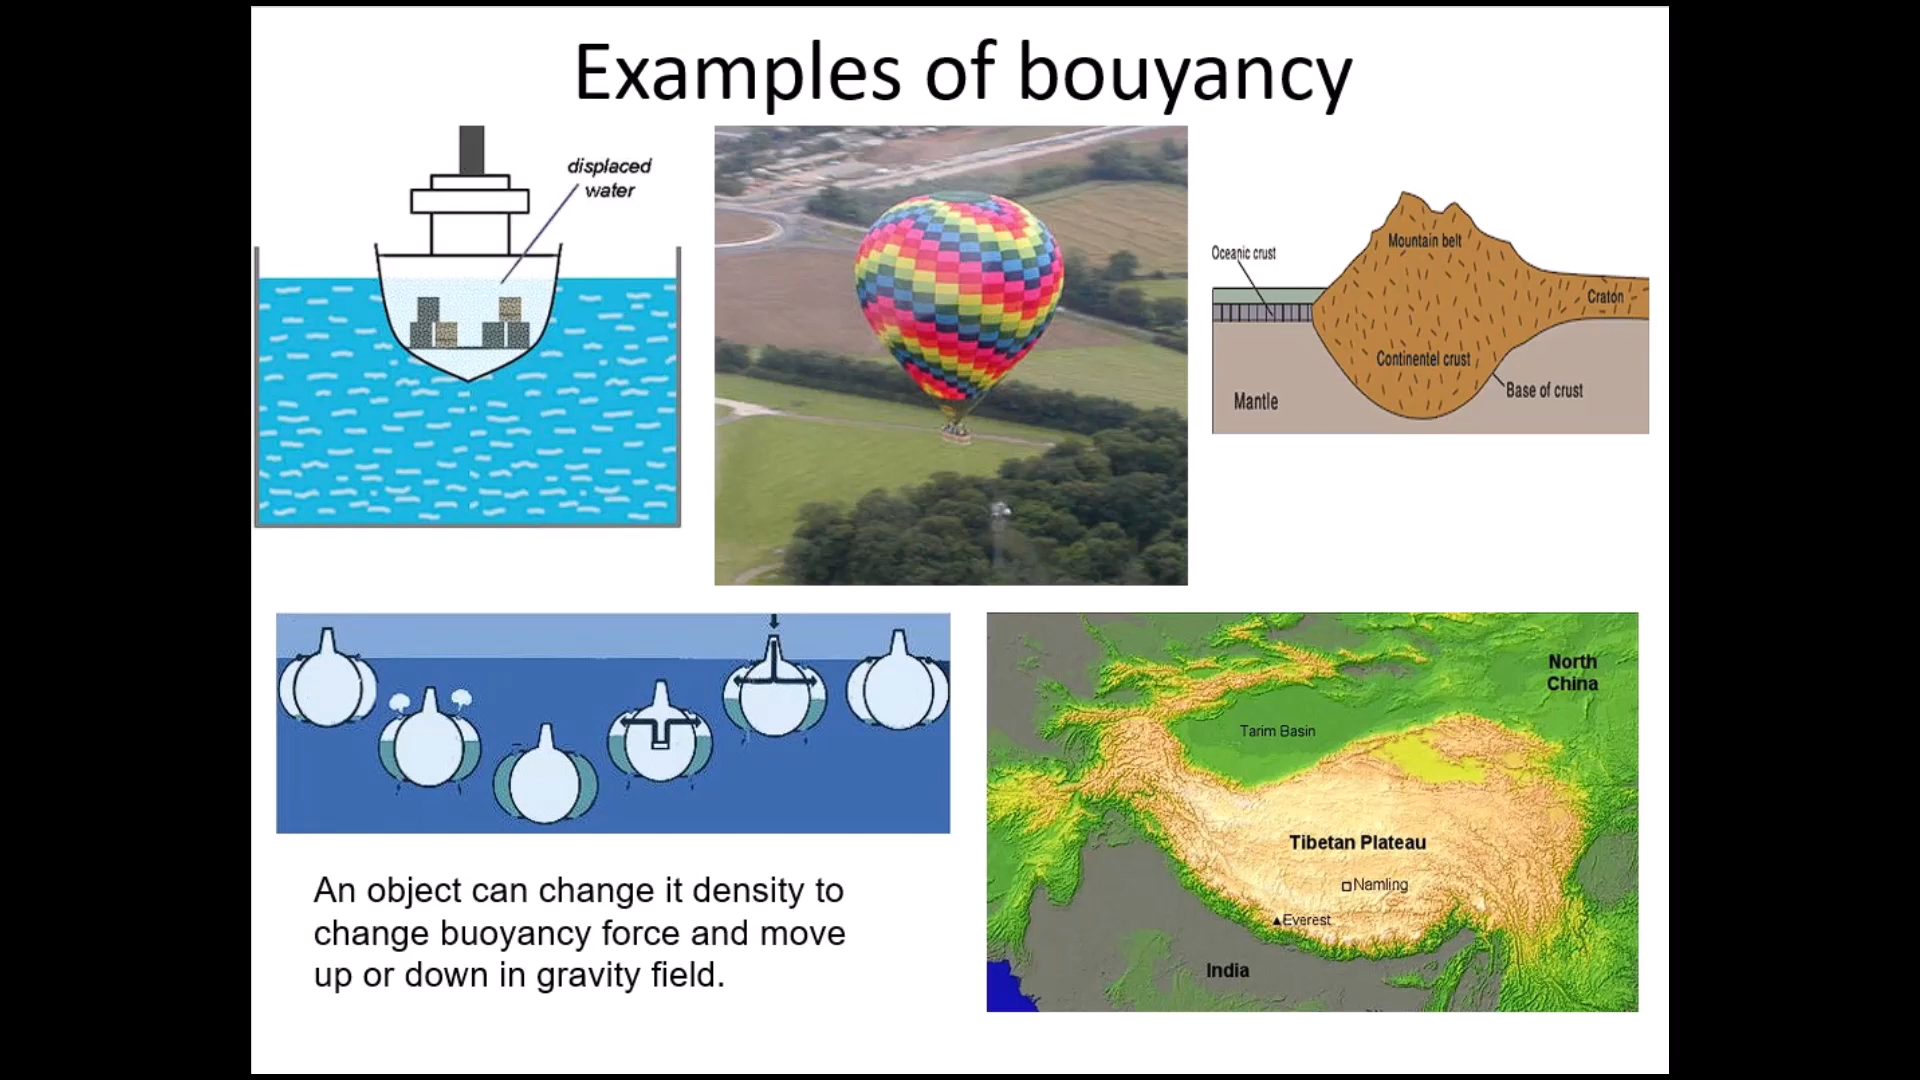 Examples of bouyancy
displaced
water
Oceanic crust
Mountain belt
Craton
Continentel crust
Base of crust
Mantle
North
China
Tarim Basin
Tibetan Plateau
Namling
Everest
India
An object can change it density to
change buoyancy force and move
up or down in gravity field.